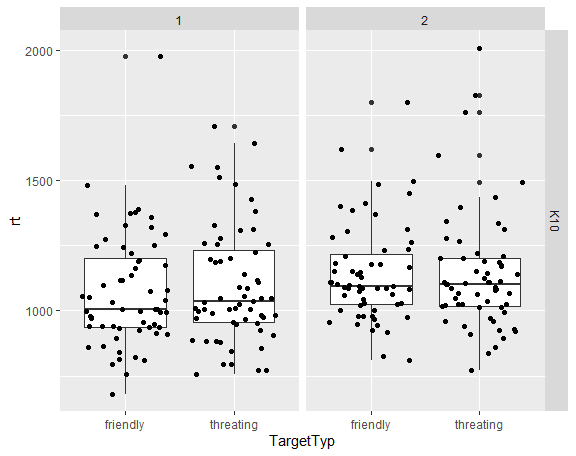 1 2
2000
1500
1000
rt
K10
friendly threating friendly threating
TargetTyp